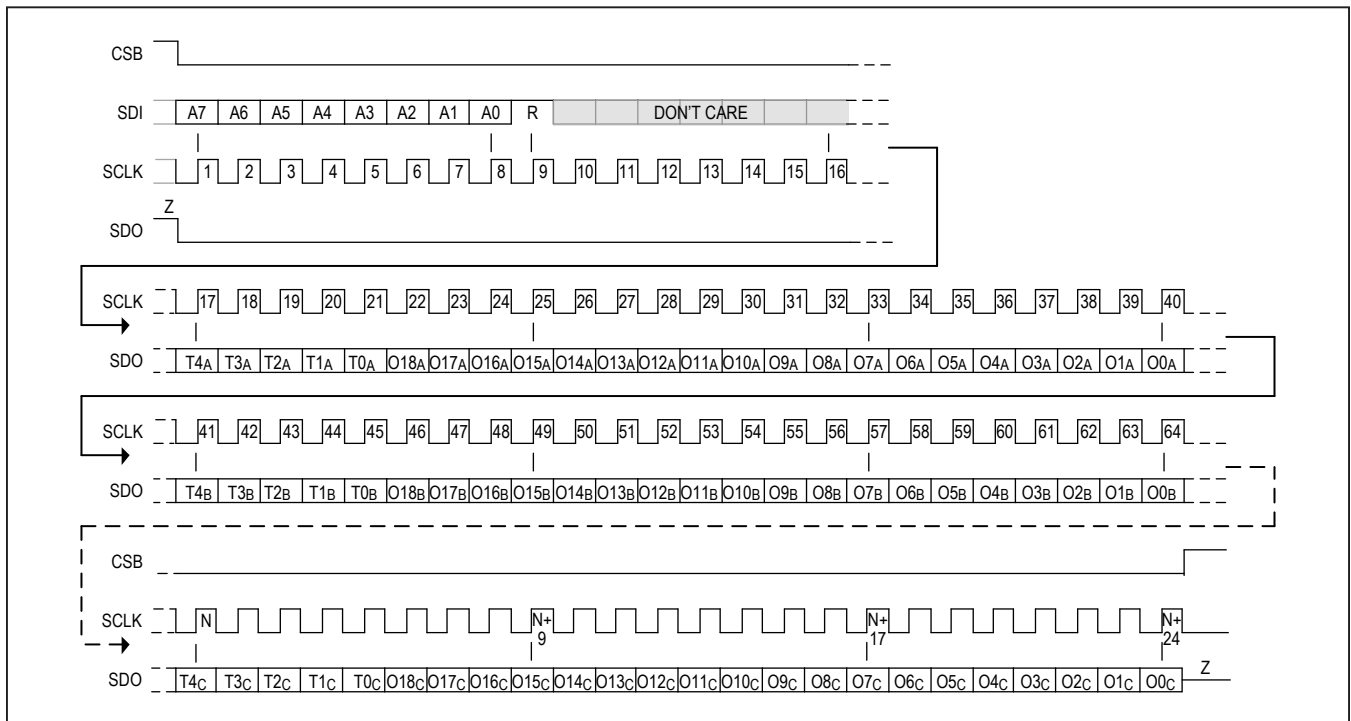 CSB
SDI A7 A6 A5 A4 A3 A2 A1 A0 R DON'T CARE
SCLK 1 2 3 4 5 6 7 8 9 10 11 12 13 14 15 16
Z
SDO
SCLK 17 18 19 20 21 22 23 24 25 26 27 28 29 30 31 32 33 34 35 36 37 38 39 40
SDO T4A T3A T2A T1A T0A O18A O17A O16A O15A O14A O13A O12A O11A O10A O9A O8A O7A O6A O5A O4A O3A O2A O1A O0A
SCLK 41 42 43 44 45 46 47 48 49 50 51 52 53 54 55 56 57 58 59 60 61 62 63 64
SDO T4B T3B T2B T1B T0B O18B O17B O16B O15B O14B O13B O12B O11B O10B O9B O8B O7B O6B O5B O4B O3B O2B O1B O0B
CSB
SCLK N N+9 N+17 N+24
SDO T4C T3C T2C T1C T0C O18C O17C O16C O15C O14C O13C O12C O11C O10C O9C O8C O7C O6C O5C O4C O3C O2C O1C O0C Z